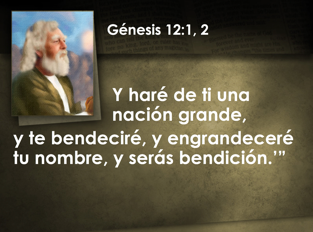 Génesis 12:1, 2
Y haré de ti una
nación grande,
y te bendeciré, y engrandeceré
tu nombre, y serás bendición.’”